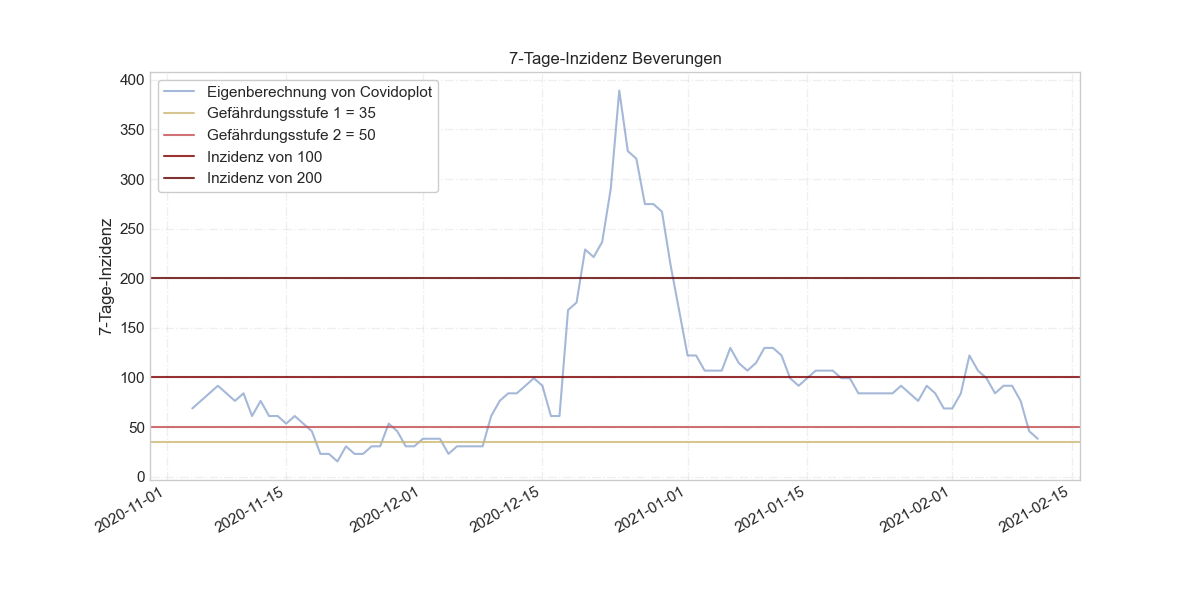 7-Tage-Inzidenz Beverungen
Eigenberechnung von Covidoplot
Gefährdungsstufe 1 = 35
Gefährdungsstufe 2 = 50
Inzidenz von 100
Inzidenz von 200
7-Tage-Inzidenz
400
350
300
250
200
150
100
50
0
2020-11-01
2020-11-15
2020-12-01
2020-12-15
2021-01-01
2021-01-15
2021-02-01
2021-02-15